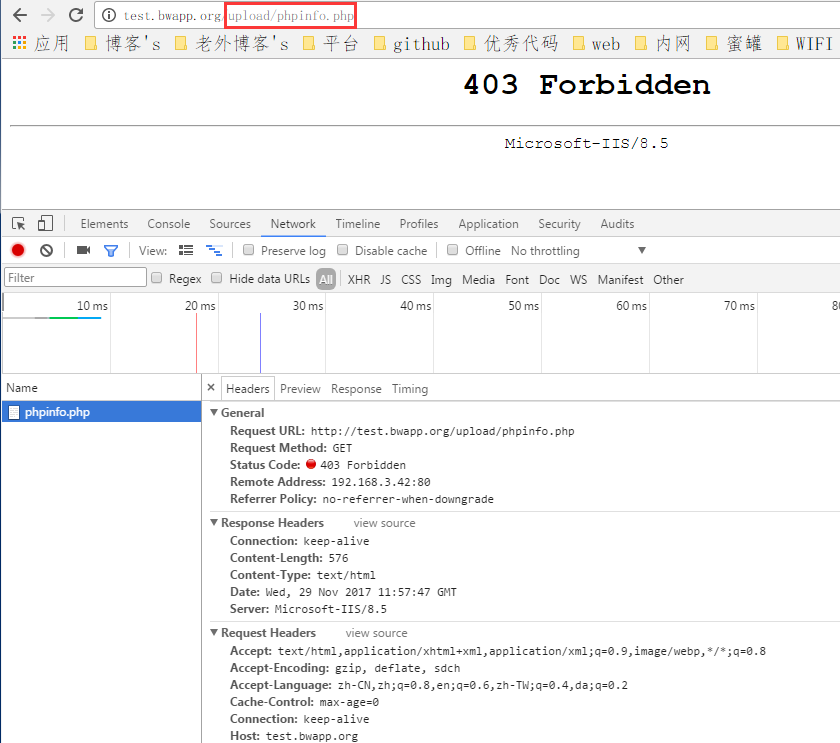 test.bwapp.org/upload/phpinfo.php
应用 博客's 老外博客's 平台 github 优秀代码 web 内网 蜜罐 WIFI
403 Forbidden
Microsoft-IIS/8.5
Elements Console Sources Network Timeline Profiles Application Security Audits
View: Preserve log Disable cache Offline No throttling
Filter Regex Hide data URLs All XHR JS CSS Img Media Font Doc WS Manifest Other
10 ms 20 ms 30 ms 40 ms 50 ms 60 ms 70 ms
Name × Headers Preview Response Timing
phpinfo.php
General
Request URL: http://test.bwapp.org/upload/phpinfo.php
Request Method: GET
Status Code: 403 Forbidden
Remote Address: 192.168.3.42:80
Referrer Policy: no-referrer-when-downgrade
Response Headers view source
Connection: keep-alive
Content-Length: 576
Content-Type: text/html
Date: Wed, 29 Nov 2017 11:57:47 GMT
Server: Microsoft-IIS/8.5
Request Headers view source
Accept: text/html,application/xhtml+xml,application/xml;q=0.9,image/webp,*/*;q=0.8
Accept-Encoding: gzip, deflate, sdch
Accept-Language: zh-CN,zh;q=0.8,en;q=0.6,zh-TW;q=0.4,da;q=0.2
Cache-Control: max-age=0
Connection: keep-alive
Host: test.bwapp.org